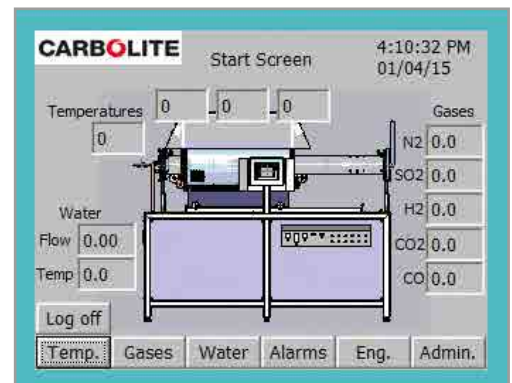 CARBOLITE
Start Screen
4:10:32 PM
01/04/15
Temperatures
0
0
0
0
Gases
N2 0.0
SO2 0.0
H2 0.0
CO2 0.0
CO 0.0
Water
Flow 0.00
Temp 0.0
Log off
Temp. Gases Water Alarms Eng. Admin.